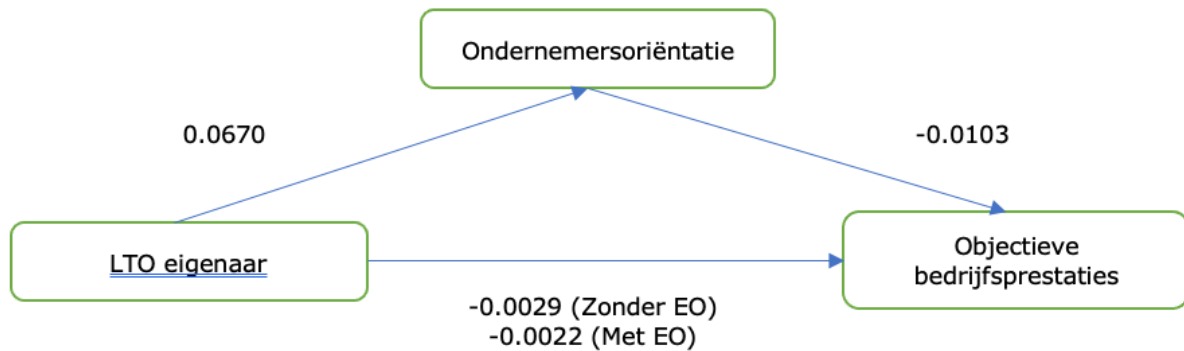 Ondernemersoriëntatie
0.0670
-0.0103
LTO eigenaar
Objectieve
bedrijfsprestaties
-0.0029 (Zonder EO)
-0.0022 (Met EO)